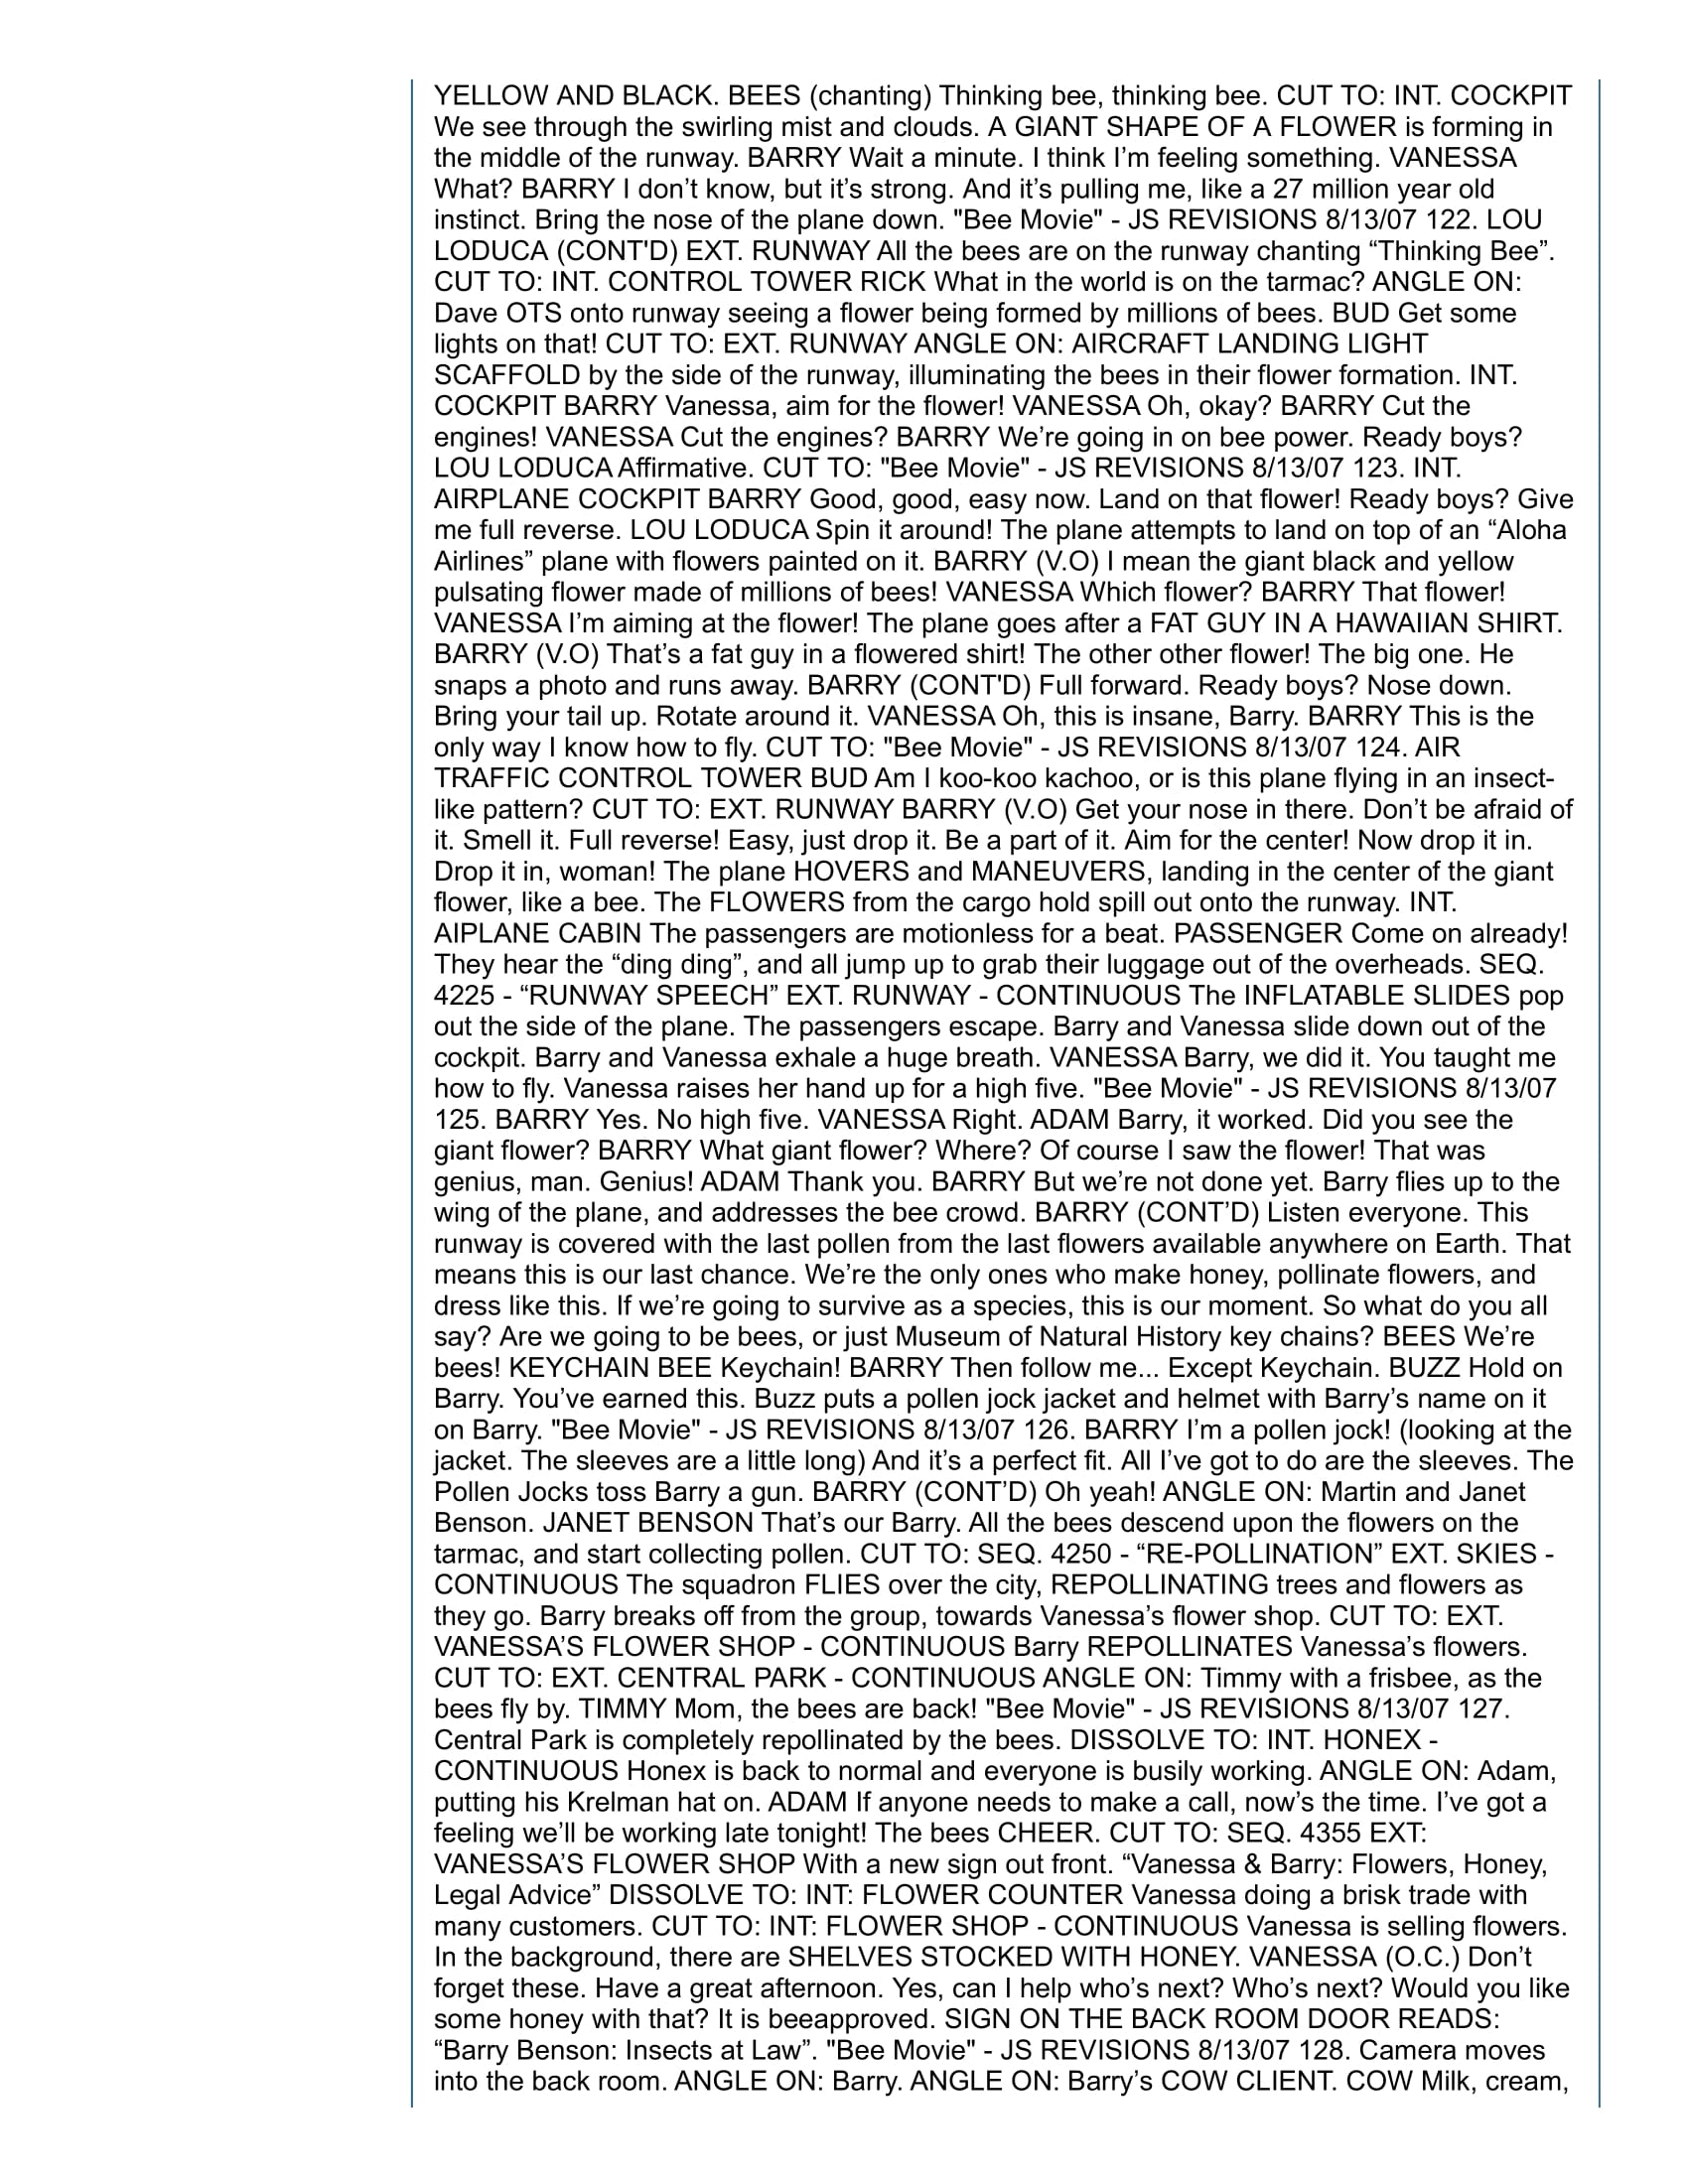 YELLOW AND BLACK. BEES (chanting) Thinking bee, thinking bee. CUT TO: INT. COCKPIT
We see through the swirling mist and clouds. A GIANT SHAPE OF A FLOWER is forming in
the middle of the runway. BARRY Wait a minute. I think I’m feeling something. VANESSA
What? BARRY I don’t know, but it’s strong. And it’s pulling me, like a 27 million year old
instinct. Bring the nose of the plane down. "Bee Movie" - JS REVISIONS 8/13/07 122. LOU
LODUCA (CONT'D) EXT. RUNWAY All the bees are on the runway chanting “Thinking Bee”.
CUT TO: INT. CONTROL TOWER RICK What in the world is on the tarmac? ANGLE ON:
Dave OTS onto runway seeing a flower being formed by millions of bees. BUD Get some
lights on that! CUT TO: EXT. RUNWAY ANGLE ON: AIRCRAFT LANDING LIGHT
SCAFFOLD by the side of the runway, illuminating the bees in their flower formation. INT.
COCKPIT BARRY Vanessa, aim for the flower! VANESSA Oh, okay? BARRY Cut the
engines! VANESSA Cut the engines? BARRY We’re going in on bee power. Ready boys?
LOU LODUCA Affirmative. CUT TO: "Bee Movie" - JS REVISIONS 8/13/07 123. INT.
AIRPLANE COCKPIT BARRY Good, good, easy now. Land on that flower! Ready boys? Give
me full reverse. LOU LODUCA Spin it around! The plane attempts to land on top of an “Aloha
Airlines” plane with flowers painted on it. BARRY (V.O) I mean the giant black and yellow
pulsating flower made of millions of bees! VANESSA Which flower? BARRY That flower!
VANESSA I’m aiming at the flower! The plane goes after a FAT GUY IN A HAWAIIAN SHIRT.
BARRY (V.O) That’s a fat guy in a flowered shirt! The other other flower! The big one. He
snaps a photo and runs away. BARRY (CONT'D) Full forward. Ready boys? Nose down.
Bring your tail up. Rotate around it. VANESSA Oh, this is insane, Barry. BARRY This is the
only way I know how to fly. CUT TO: "Bee Movie" - JS REVISIONS 8/13/07 124. AIR
TRAFFIC CONTROL TOWER BUD Am I koo-koo kachoo, or is this plane flying in an insect-
like pattern? CUT TO: EXT. RUNWAY BARRY (V.O) Get your nose in there. Don’t be afraid of
it. Smell it. Full reverse! Easy, just drop it. Be a part of it. Aim for the center! Now drop it in.
Drop it in, woman! The plane HOVERS and MANEUVERS, landing in the center of the giant
flower, like a bee. The FLOWERS from the cargo hold spill out onto the runway. INT.
AIPLANE CABIN The passengers are motionless for a beat. PASSENGER Come on already!
They hear the “ding ding”, and all jump up to grab their luggage out of the overheads. SEQ.
4225 - “RUNWAY SPEECH” EXT. RUNWAY - CONTINUOUS The INFLATABLE SLIDES pop
out the side of the plane. The passengers escape. Barry and Vanessa slide down out of the
cockpit. Barry and Vanessa exhale a huge breath. VANESSA Barry, we did it. You taught me
how to fly. Vanessa raises her hand up for a high five. "Bee Movie" - JS REVISIONS 8/13/07
125. BARRY Yes. No high five. VANESSA Right. ADAM Barry, it worked. Did you see the
giant flower? BARRY What giant flower? Where? Of course I saw the flower! That was
genius, man. Genius! ADAM Thank you. BARRY But we’re not done yet. Barry flies up to the
wing of the plane, and addresses the bee crowd. BARRY (CONT’D) Listen everyone. This
runway is covered with the last pollen from the last flowers available anywhere on Earth. That
means this is our last chance. We’re the only ones who make honey, pollinate flowers, and
dress like this. If we’re going to survive as a species, this is our moment. So what do you all
say? Are we going to be bees, or just Museum of Natural History key chains? BEES We’re
bees! KEYCHAIN BEE Keychain! BARRY Then follow me... Except Keychain. BUZZ Hold on
Barry. You’ve earned this. Buzz puts a pollen jock jacket and helmet with Barry’s name on it
on Barry. "Bee Movie" - JS REVISIONS 8/13/07 126. BARRY I’m a pollen jock! (looking at the
jacket. The sleeves are a little long) And it’s a perfect fit. All I’ve got to do are the sleeves. The
Pollen Jocks toss Barry a gun. BARRY (CONT’D) Oh yeah! ANGLE ON: Martin and Janet
Benson. JANET BENSON That’s our Barry. All the bees descend upon the flowers on the
tarmac, and start collecting pollen. CUT TO: SEQ. 4250 - “RE-POLLINATION” EXT. SKIES -
CONTINUOUS The squadron FLIES over the city, REPOLLINATING trees and flowers as
they go. Barry breaks off from the group, towards Vanessa’s flower shop. CUT TO: EXT.
VANESSA’S FLOWER SHOP - CONTINUOUS Barry REPOLLINATES Vanessa’s flowers.
CUT TO: EXT. CENTRAL PARK - CONTINUOUS ANGLE ON: Timmy with a frisbee, as the
bees fly by. TIMMY Mom, the bees are back! "Bee Movie" - JS REVISIONS 8/13/07 127.
Central Park is completely repollinated by the bees. DISSOLVE TO: INT. HONEX -
CONTINUOUS Honex is back to normal and everyone is busily working. ANGLE ON: Adam,
putting his Krelman hat on. ADAM If anyone needs to make a call, now’s the time. I’ve got a
feeling we’ll be working late tonight! The bees CHEER. CUT TO: SEQ. 4355 EXT:
VANESSA’S FLOWER SHOP With a new sign out front. “Vanessa & Barry: Flowers, Honey,
Legal Advice” DISSOLVE TO: INT: FLOWER COUNTER Vanessa doing a brisk trade with
many customers. CUT TO: INT: FLOWER SHOP - CONTINUOUS Vanessa is selling flowers.
In the background, there are SHELVES STOCKED WITH HONEY. VANESSA (O.C.) Don’t
forget these. Have a great afternoon. Yes, can I help who’s next? Who’s next? Would you like
some honey with that? It is beeapproved. SIGN ON THE BACK ROOM DOOR READS:
“Barry Benson: Insects at Law”. "Bee Movie" - JS REVISIONS 8/13/07 128. Camera moves
into the back room. ANGLE ON: Barry. ANGLE ON: Barry’s COW CLIENT. COW Milk, cream,